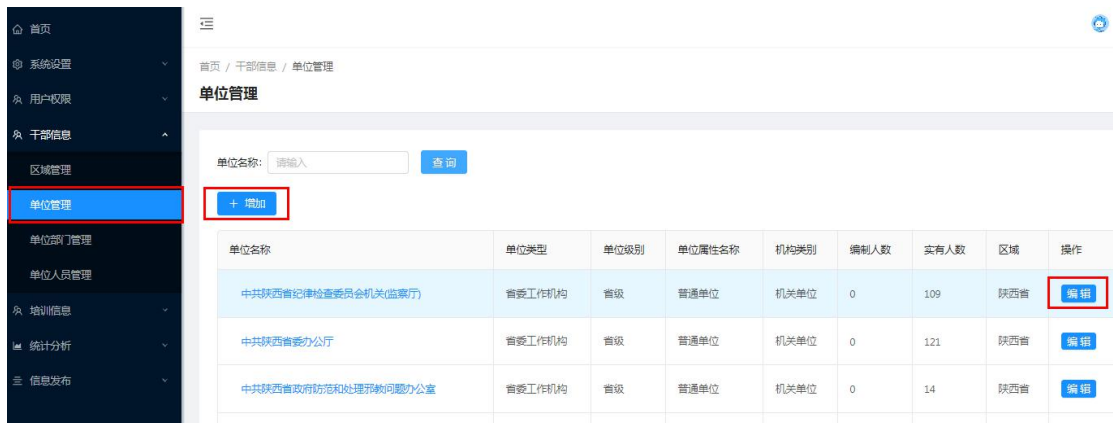 首页
系统设置
用户权限
干部信息
区域管理
单位管理
单位部门管理
单位人员管理
培训信息
统计分析
信息发布
首页 / 干部信息 / 单位管理
单位管理
单位名称: 请输入 查询
+ 增加
单位名称 单位类型 单位级别 单位属性名称 机构类别 编制人数 实有人数 区域 操作
中共陕西省纪律检查委员会机关(监察厅) 省委工作机构 省级 普通单位 机关单位 0 109 陕西省 编辑
中共陕西省委办公厅 省委工作机构 省级 普通单位 机关单位 0 121 陕西省 编辑
中共陕西省政府防范和处理邪教问题办公室 省委工作机构 省级 普通单位 机关单位 0 14 陕西省 编辑